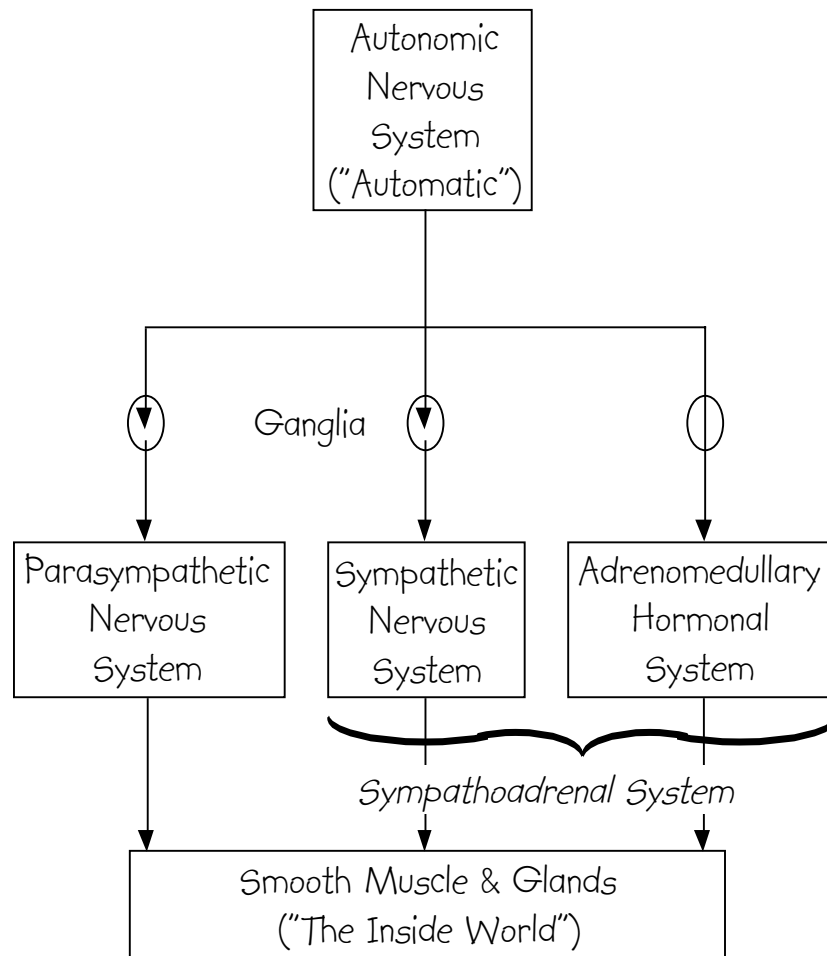 Autonomic
Nervous
System
("Automatic")
Ganglia
Parasympathetic
Nervous
System
Sympathetic
Nervous
System
Adrenomedullary
Hormonal
System
Sympathoadrenal System
Smooth Muscle & Glands
("The Inside World")